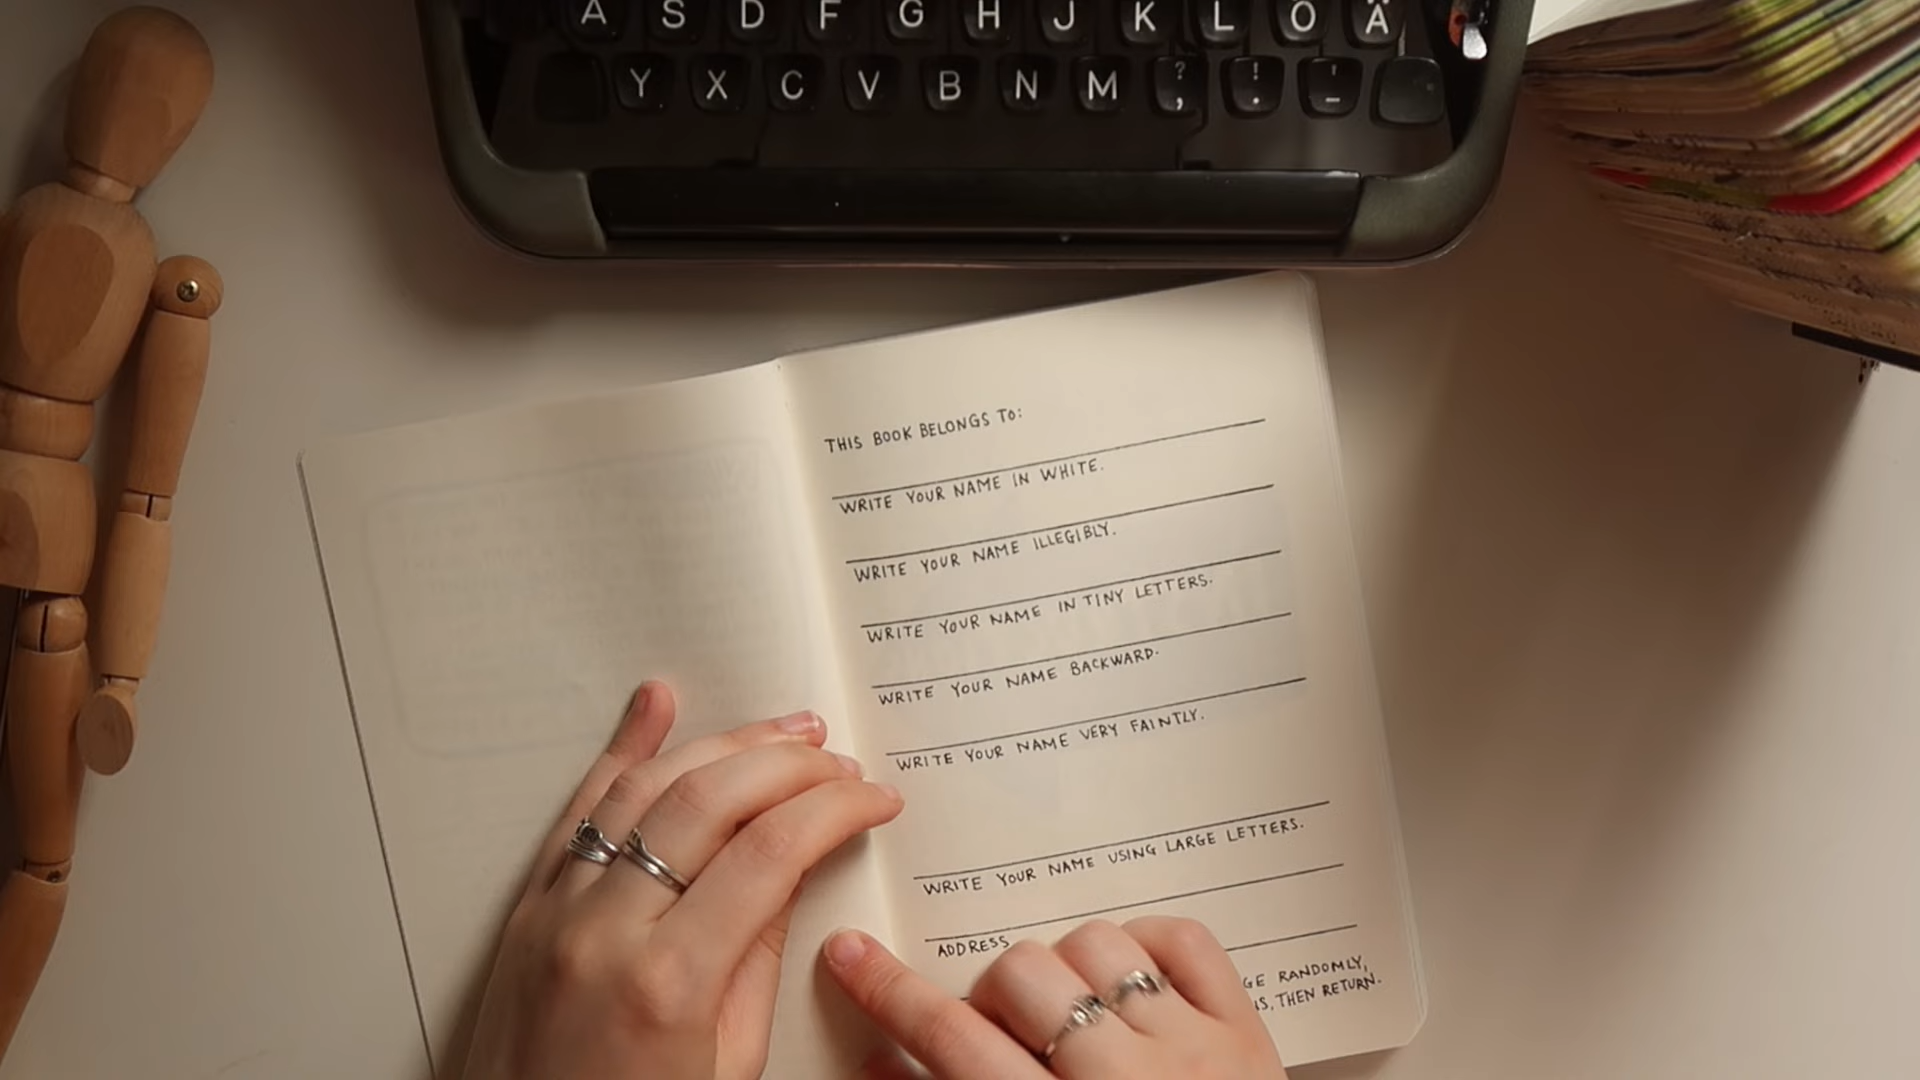 A S D F G H J K L Ö Ä
Y X C V B N M ? , ! . ' _
THIS BOOK BELONGS TO:
WRITE YOUR NAME IN WHITE.
WRITE YOUR NAME ILLEGIBLY.
WRITE YOUR NAME IN TINY LETTERS.
WRITE YOUR NAME BACKWARD.
WRITE YOUR NAME VERY FAINTLY.
WRITE YOUR NAME USING LARGE LETTERS.
ADDRESS
RANDOMLY,
THEN RETURN.